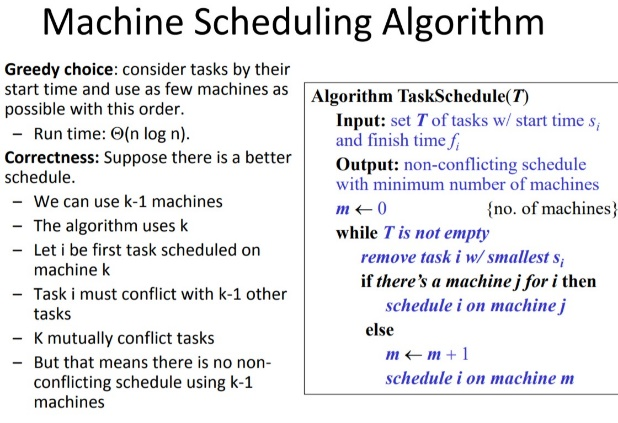 Machine Scheduling Algorithm
Greedy choice: consider tasks by their
start time and use as few machines as
possible with this order.
– Run time: Θ(n log n).
Correctness: Suppose there is a better
schedule.
– We can use k-1 machines
– The algorithm uses k
– Let i be first task scheduled on
machine k
– Task i must conflict with k-1 other
tasks
– K mutually conflict tasks
– But that means there is no non-
conflicting schedule using k-1
machines
Algorithm TaskSchedule(T)
Input: set T of tasks w/ start time sᵢ
and finish time fᵢ
Output: non-conflicting schedule
with minimum number of machines
m ← 0 {no. of machines}
while T is not empty
remove task i w/ smallest sᵢ
if there's a machine j for i then
schedule i on machine j
else
m ← m + 1
schedule i on machine m